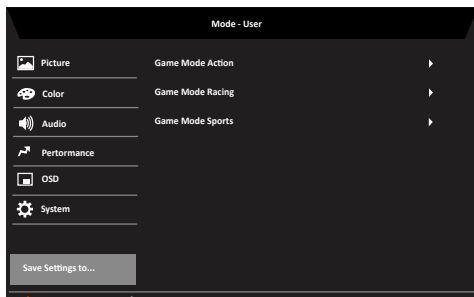 Mode - User
Picture
Color
Audio
Pertormance
OSD
System
Save Settings to...
Game Mode Action
Game Mode Racing
Game Mode Sports